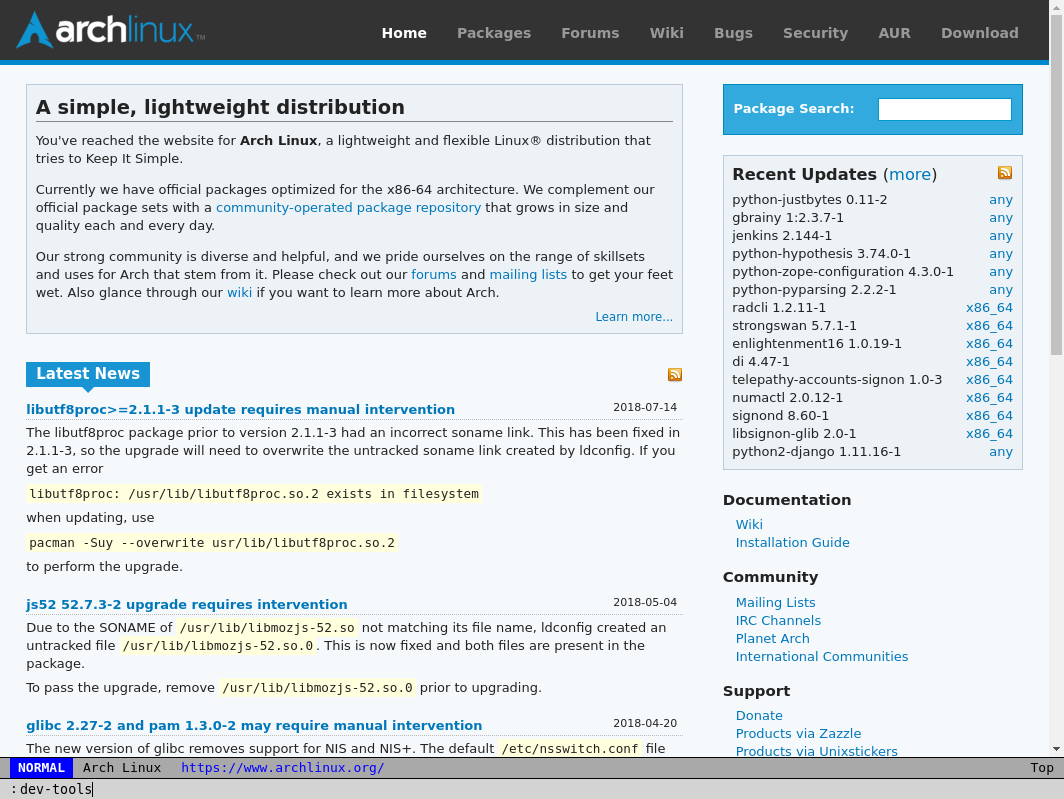 archlinux™
Home Packages Forums Wiki Bugs Security AUR Download
A simple, lightweight distribution
You've reached the website for Arch Linux, a lightweight and flexible Linux® distribution that
tries to Keep It Simple.
Currently we have official packages optimized for the x86-64 architecture. We complement our
official package sets with a community-operated package repository that grows in size and
quality each and every day.
Our strong community is diverse and helpful, and we pride ourselves on the range of skillsets
and uses for Arch that stem from it. Please check out our forums and mailing lists to get your feet
wet. Also glance through our wiki if you want to learn more about Arch.
Learn more...
Latest News
libutf8proc>=2.1.1-3 update requires manual intervention 2018-07-14
The libutf8proc package prior to version 2.1.1-3 had an incorrect soname link. This has been fixed in
2.1.1-3, so the upgrade will need to overwrite the untracked soname link created by ldconfig. If you
get an error
libutf8proc: /usr/lib/libutf8proc.so.2 exists in filesystem
when updating, use
pacman -Suy --overwrite usr/lib/libutf8proc.so.2
to perform the upgrade.
js52 52.7.3-2 upgrade requires intervention 2018-05-04
Due to the SONAME of /usr/lib/libmozjs-52.so not matching its file name, ldconfig created an
untracked file /usr/lib/libmozjs-52.so.0. This is now fixed and both files are present in the
package.
To pass the upgrade, remove /usr/lib/libmozjs-52.so.0 prior to upgrading.
glibc 2.27-2 and pam 1.3.0-2 may require manual intervention 2018-04-20
The new version of glibc removes support for NIS and NIS+. The default /etc/nsswitch.conf file
Package Search:
Recent Updates (more)
python-justbytes 0.11-2 any
gbrainy 1:2.3.7-1 any
jenkins 2.144-1 any
python-hypothesis 3.74.0-1 any
python-zope-configuration 4.3.0-1 any
python-pyparsing 2.2.2-1 any
radcli 1.2.11-1 x86_64
strongswan 5.7.1-1 x86_64
enlightenment16 1.0.19-1 x86_64
di 4.47-1 x86_64
telepathy-accounts-signon 1.0-3 x86_64
numactl 2.0.12-1 x86_64
signond 8.60-1 x86_64
libsignon-glib 2.0-1 x86_64
python2-django 1.11.16-1 any
Documentation
Wiki
Installation Guide
Community
Mailing Lists
IRC Channels
Planet Arch
International Communities
Support
Donate
Products via Zazzle
Products via Unixstickers
NORMAL Arch Linux https://www.archlinux.org/ Top
:dev-tools